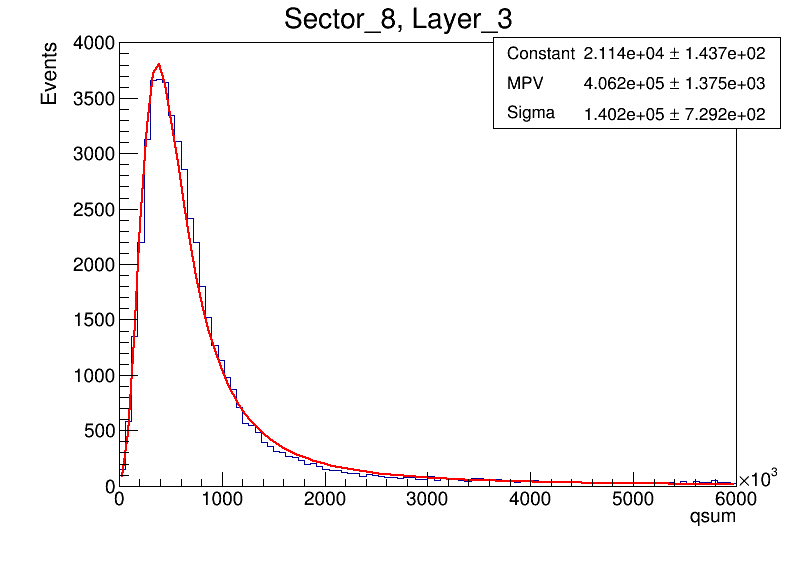 Sector_8, Layer_3
Constant 2.114e+04 ± 1.437e+02
MPV 4.062e+05 ± 1.375e+03
Sigma 1.402e+05 ± 7.292e+02
Events
4000
3500
3000
2500
2000
1500
1000
500
0
0 1000 2000 3000 4000 5000 6000
×10³
qsum